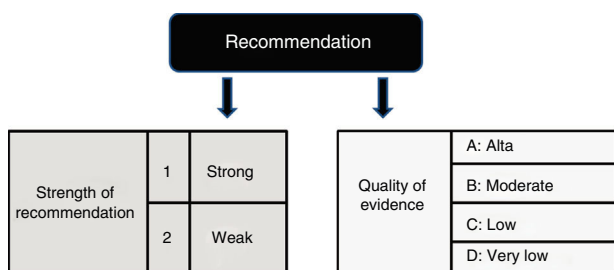 Recommendation
Strength of
recommendation
1
Strong
2
Weak
Quality of
evidence
A: Alta
B: Moderate
C: Low
D: Very low